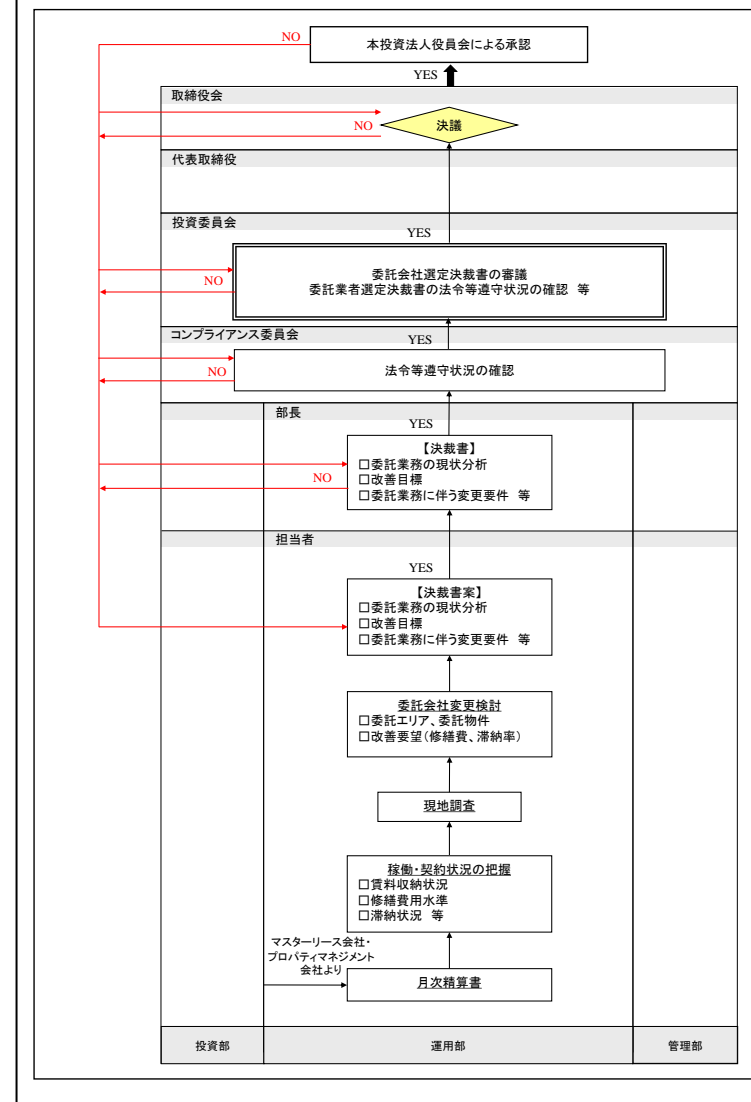 NO
本投資法人役員会による承認
YES
取締役会
NO
決議
代表取締役
投資委員会
YES
委託会社選定決裁書の審議
委託業者選定決裁書の法令等遵守状況の確認 等
NO
コンプライアンス委員会
YES
法令等遵守状況の確認
NO
部長
YES
【決裁書】
□委託業務の現状分析
□改善目標
□委託業務に伴う変更要件 等
NO
担当者
YES
【決裁書案】
□委託業務の現状分析
□改善目標
□委託業務に伴う変更要件 等
委託会社変更検討
□委託エリア、委託物件
□改善要望(修繕費、滞納率)
現地調査
稼働・契約状況の把握
□賃料収納状況
□修繕費用水準
□滞納状況 等
マスターリース会社・
プロパティマネジメント
会社より
月次精算書
投資部
運用部
管理部